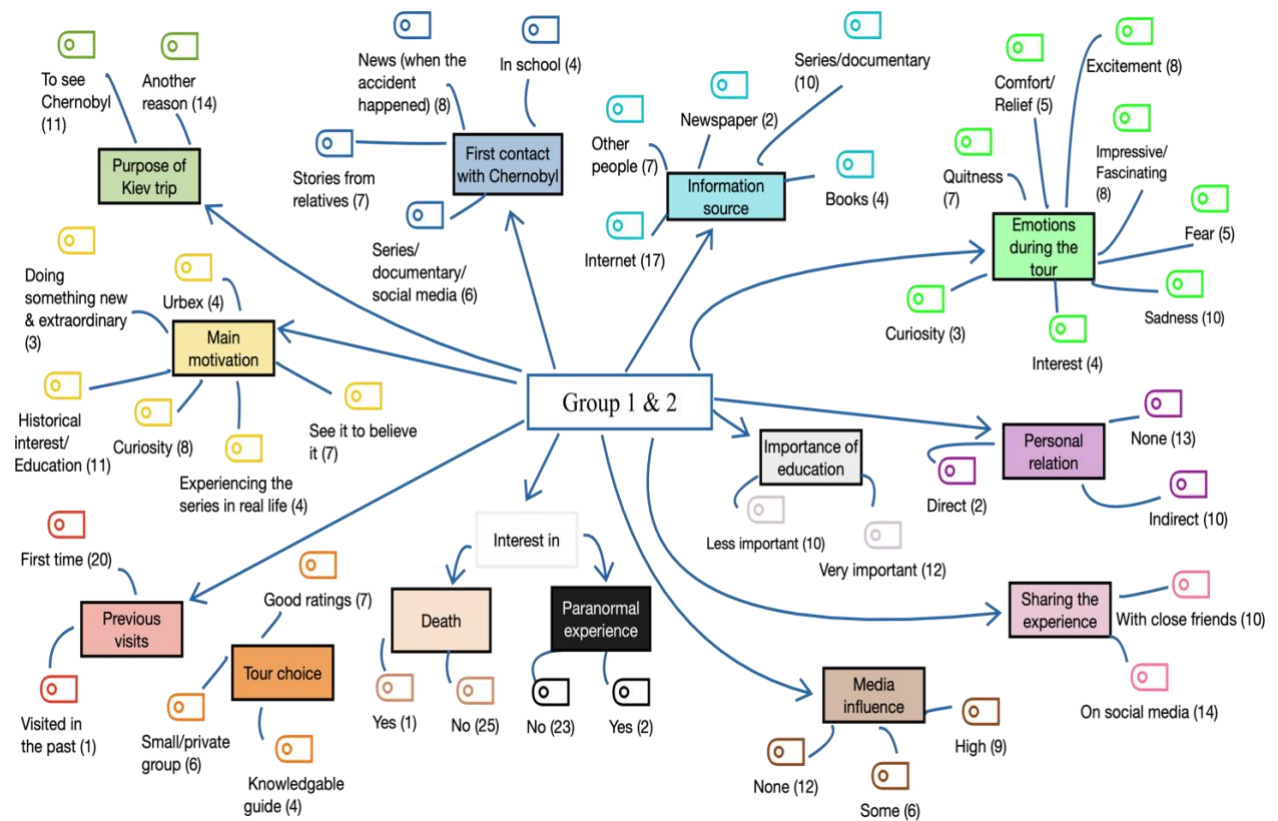 To see
Chernobyl
(11)
Another
reason (14)
Purpose of
Kiev trip
News (when the
accident
happened) (8)
In school (4)
Stories from
relatives (7)
First contact
with Chernobyl
Series/
documentary/
social media (6)
Other
people (7)
Newspaper (2)
Series/documentary
(10)
Books (4)
Information
source
Internet (17)
Comfort/
Relief (5)
Excitement (8)
Quitness
(7)
Impressive/
Fascinating
(8)
Fear (5)
Emotions
during the
tour
Sadness (10)
Curiosity (3)
Interest (4)
Doing
something new
& extraordinary
(3)
Urbex (4)
Main
motivation
Historical
interest/
Education (11)
Curiosity (8)
Experiencing the
series in real life (4)
See it to believe
it (7)
Group 1 & 2
Importance of
education
Less important (10)
Very important (12)
Personal
relation
None (13)
Direct (2)
Indirect (10)
First time (20)
Previous
visits
Visited in
the past (1)
Good ratings (7)
Tour choice
Small/private
group (6)
Knowledgable
guide (4)
Interest in
Death
Yes (1)
No (25)
Paranormal
experience
No (23)
Yes (2)
Sharing the
experience
With close friends (10)
On social media (14)
Media
influence
High (9)
None (12)
Some (6)